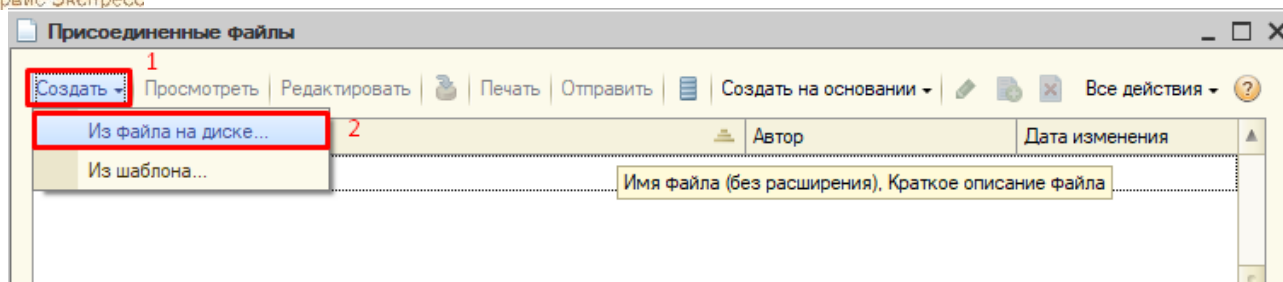 Присоединенные файлы
1
Создать Просмотреть Редактировать Печать Отправить Создать на основании Все действия ?
Из файла на диске... 2
Автор Дата изменения
Из шаблона...
Имя файла (без расширения), Краткое описание файла